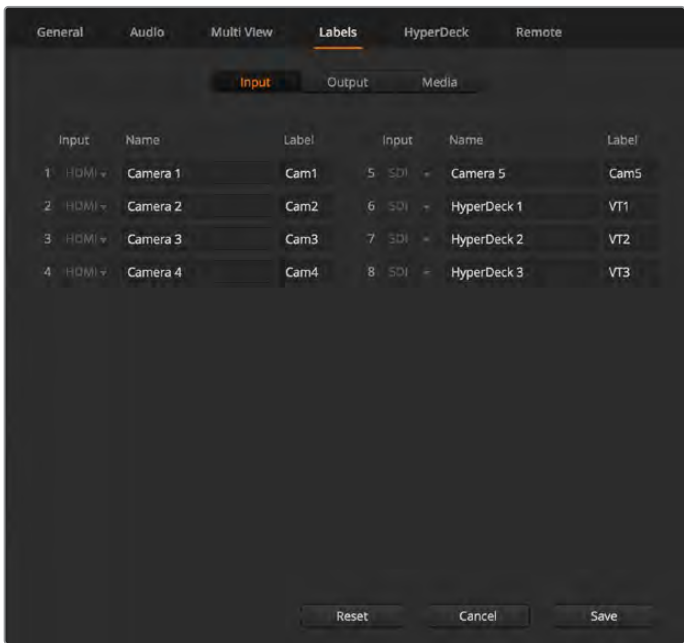 General Audio Multi View Labels HyperDeck Remote
Input Output Media
Input Name Label Input Name Label
1 HDMI Camera 1 Cam1 5 SDI Camera 5 Cam5
2 HDMI Camera 2 Cam2 6 SDI HyperDeck 1 VT1
3 HDMI Camera 3 Cam3 7 SDI HyperDeck 2 VT2
4 HDMI Camera 4 Cam4 8 SDI HyperDeck 3 VT3
Reset Cancel Save